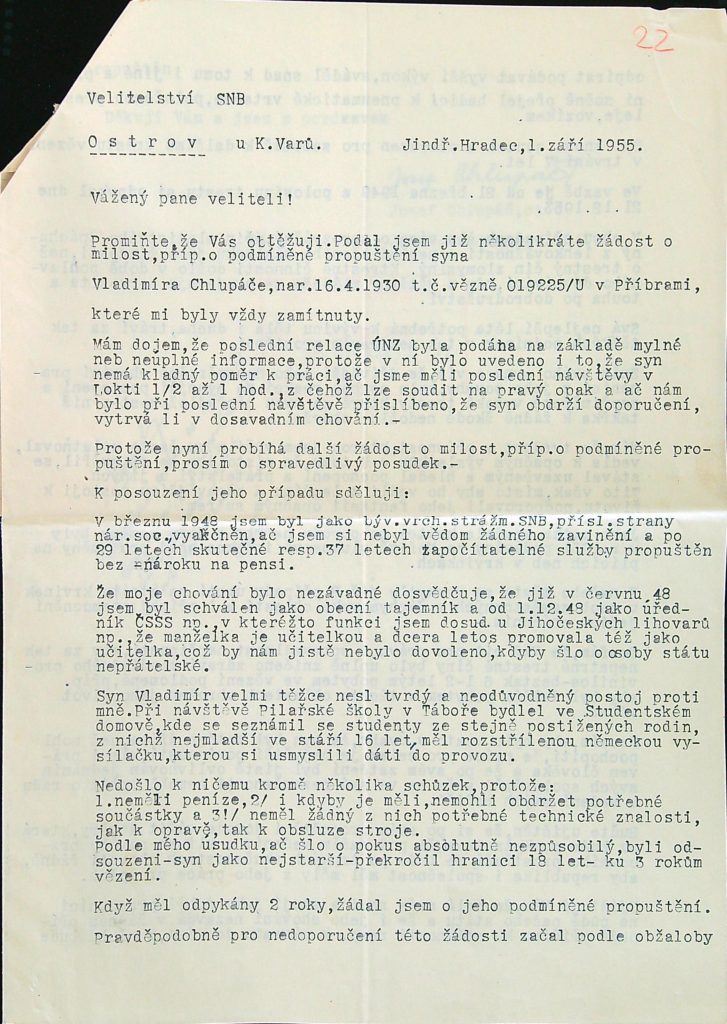 22
Velitelství SNB
O s t r o v u K.Varů. Jindř.Hradec,1.září 1955.
Vážený pane veliteli!
Promiňte,že Vás obtěžuji.Podal jsem již několikráte žádost o
milost,příp.o podmíněné propuštění syna
Vladimíra Chlupáče,nar.16.4.1930 t.č.vězně 019225/U v Příbrami,
které mi byly vždy zamítnuty.
Mám dojem,že poslední relace ÚNZ byla podána na základě mylné
neb neúplné informace,protože v ní bylo uvedeno i to,že syn
nemá kladný poměr k práci,ač jsme měli poslední návštěvy v
Lokti 1/2 až 1 hod.,z čehož lze soudit na pravý opak a ač nám
bylo při poslední návštěvě přislíbeno,že syn obdrží doporučení,
vytrvá li v dosavadním chování.-
Protože nyní probíhá další žádost o milost,příp.o podmíněné pro-
puštění,prosím o spravedlivý posudek.-
K posouzení jeho případu sděluji:
V březnu 1948 jsem byl jako býv.vrch.strážm.SNB,přísl.strany
nár.soc.,vyakčněn,ač jsem si nebyl vědom žádného zavinění a po
29 letech skutečné resp.37 letech započítatelné služby propuštěn
bez nároku na pensi.
Že moje chování bylo nezávadné dosvědčuje,že již v červnu 48
jsem byl schválen jako obecní tajemník a od 1.12.48 jako úřed-
ník ČSSS np.,v kteréžto funkci jsem dosud u Jihočeských lihovarů
np.,že manželka je učitelkou a dcera letos promovala též jako
učitelka,což by nám jistě nebylo dovoleno,kdyby šlo o osoby státu
nepřátelské.
Syn Vladimír velmi těžce nesl tvrdý a neodůvodněný postoj proti
mně.Při návštěvě Pilařské školy v Táboře bydlel ve Studentském
domově,kde se seznámil se studenty ze stejně postižených rodin,
z nichž nejmladší ve stáří 16 let,měl rozstřílenou německou vy-
sílačku,kterou si usmyslili dáti do provozu.
Nedošlo k ničemu kromě několika schůzek,protože:
1.neměli peníze,2/ i kdyby je měli,nemohli obdržet potřebné
součástky a 3!/ neměl žádný z nich potřebné technické znalosti,
jak k opravě,tak k obsluze stroje.
Podle mého úsudku,ač šlo o pokus absolutně nezpůsobilý,byli od-
souzeni-syn jako nejstarší-překročil hranici 18 let- ku 3 rokům
vězení.
Když měl odpykány 2 roky,žádal jsem o jeho podmíněné propuštění.
Pravděpodobně pro nedoporučení této žádosti začal podle obžaloby